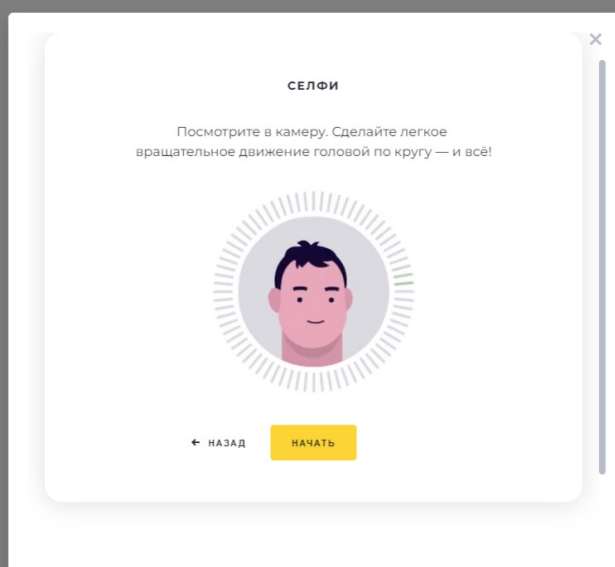 СЕЛФИ
Посмотрите в камеру. Сделайте легкое
вращательное движение головой по кругу — и всё!
← НАЗАД
НАЧАТЬ